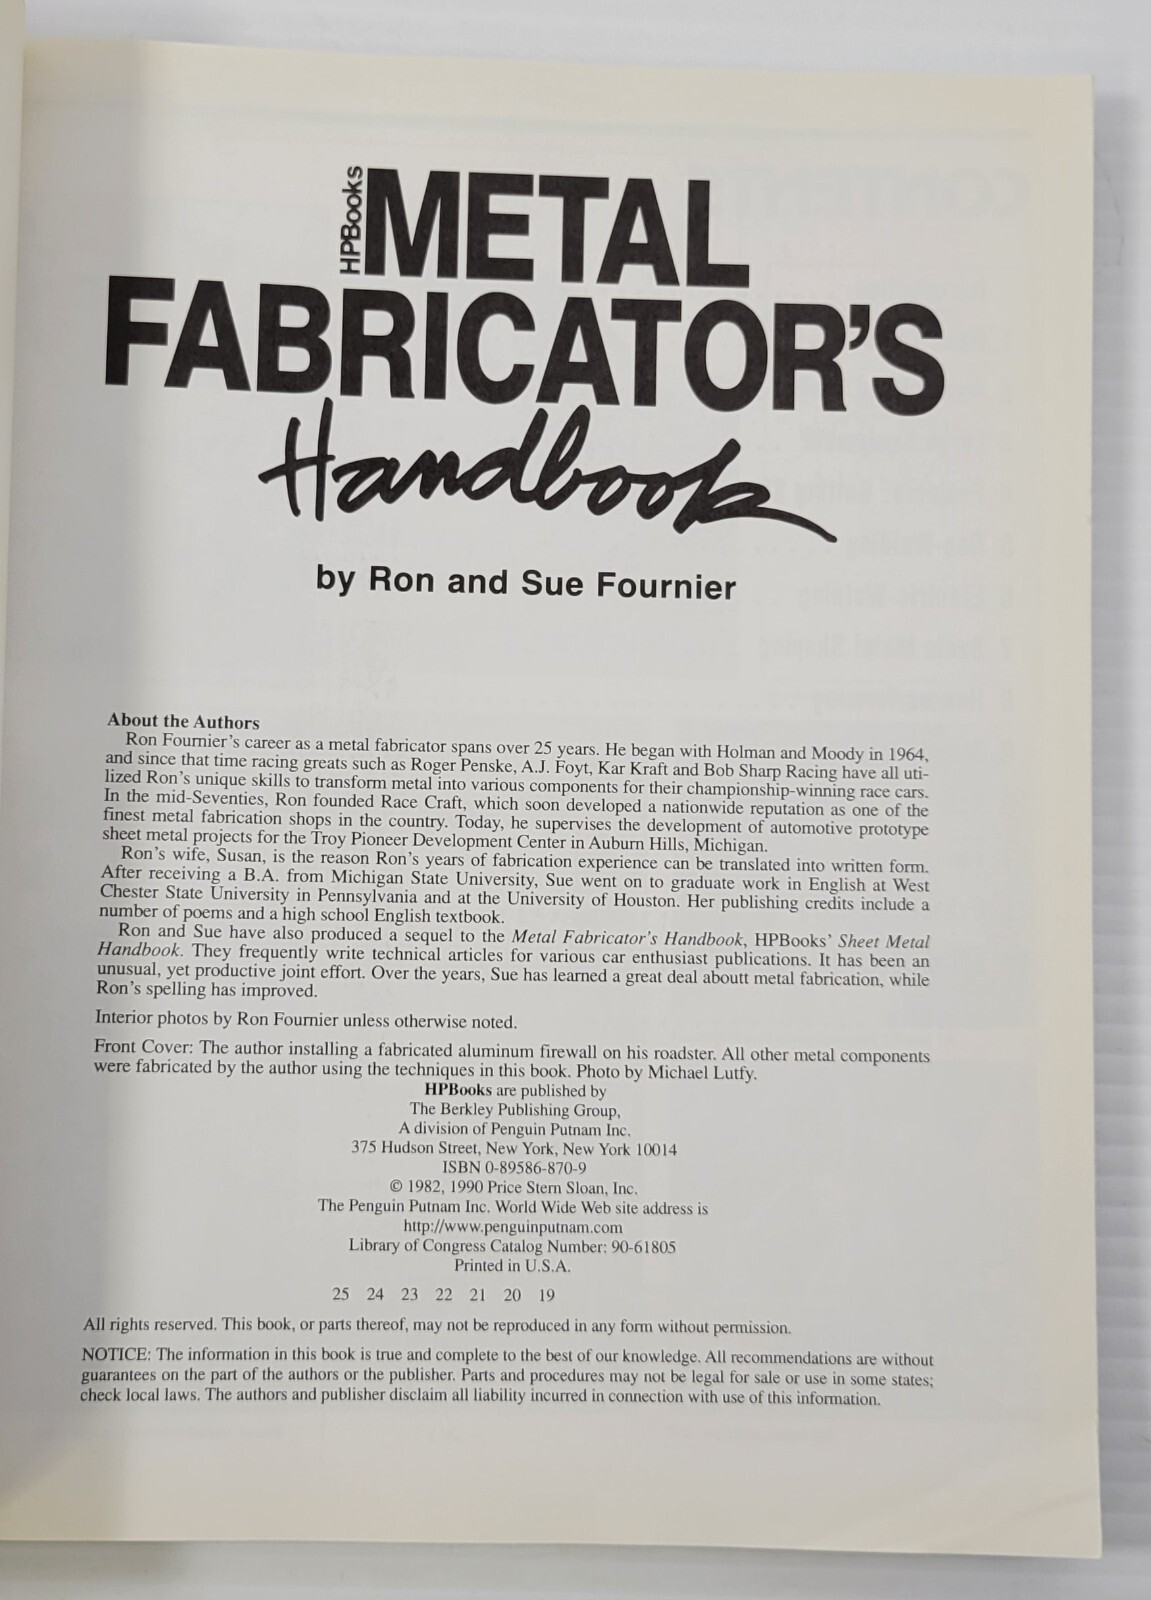 HPBooks
METAL
FABRICATOR'S
Handbook
by Ron and Sue Fournier
About the Authors
Ron Fournier's career as a metal fabricator spans over 25 years. He began with Holman and Moody in 1964,
and since that time racing greats such as Roger Penske, A.J. Foyt, Kar Kraft and Bob Sharp Racing have all uti-
lized Ron's unique skills to transform metal into various components for their championship-winning race cars.
In the mid-Seventies, Ron founded Race Craft, which soon developed a nationwide reputation as one of the
finest metal fabrication shops in the country. Today, he supervises the development of automotive prototype
sheet metal projects for the Troy Pioneer Development Center in Auburn Hills, Michigan.
Ron's wife, Susan, is the reason Ron's years of fabrication experience can be translated into written form.
After receiving a B.A. from Michigan State University, Sue went on to graduate work in English at West
Chester State University in Pennsylvania and at the University of Houston. Her publishing credits include a
number of poems and a high school English textbook.
Ron and Sue have also produced a sequel to the Metal Fabricator's Handbook, HPBooks' Sheet Metal
Handbook. They frequently write technical articles for various car enthusiast publications. It has been an
unusual, yet productive joint effort. Over the years, Sue has learned a great deal aboutt metal fabrication, while
Ron's spelling has improved.
Interior photos by Ron Fournier unless otherwise noted.
Front Cover: The author installing a fabricated aluminum firewall on his roadster. All other metal components
were fabricated by the author using the techniques in this book. Photo by Michael Lutfy.
HPBooks are published by
The Berkley Publishing Group,
A division of Penguin Putnam Inc.
375 Hudson Street, New York, New York 10014
ISBN 0-89586-870-9
© 1982, 1990 Price Stern Sloan, Inc.
The Penguin Putnam Inc. World Wide Web site address is
http://www.penguinputnam.com
Library of Congress Catalog Number: 90-61805
Printed in U.S.A.
25 24 23 22 21 20 19
All rights reserved. This book, or parts thereof, may not be reproduced in any form without permission.
NOTICE: The information in this book is true and complete to the best of our knowledge. All recommendations are without
guarantees on the part of the authors or the publisher. Parts and procedures may not be legal for sale or use in some states;
check local laws. The authors and publisher disclaim all liability incurred in connection with use of this information.